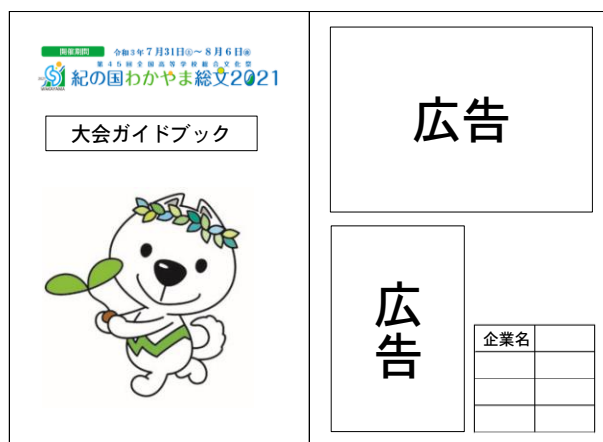 開催期間 令和3年7月31日㊏～8月6日㊎
第45回全国高等学校総合文化祭
紀の国わかやま総文2021
大会ガイドブック
広告
広告
企業名